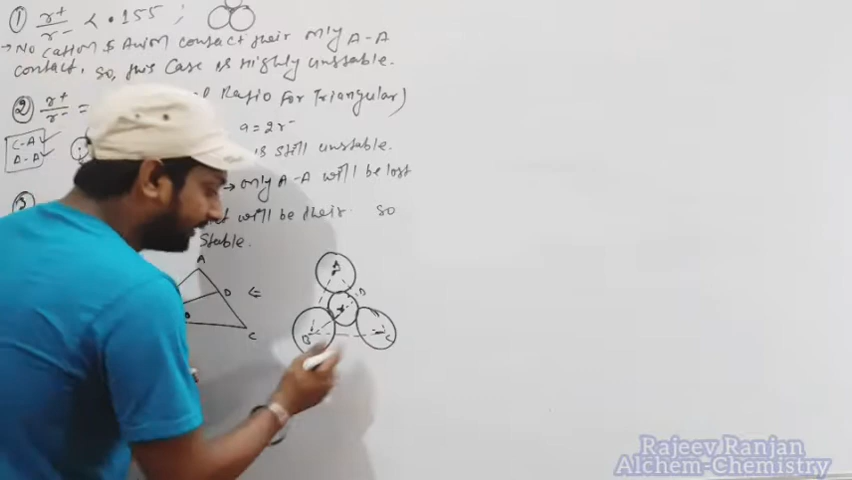 ① r+/r- < .155 ;
→ No cation & Anion contact their only A-A
contact. so, this case is Highly unstable.
② r+/r- = Ratio For Triangular)
C-A ✓
A-A ✓
a = 2r-
is still unstable.
→ only A-A will be lost
③ will be their. so
stable.
A
D
C
⇐
A
D
B
C
Rajeev Ranjan
Alchem-Chemistry